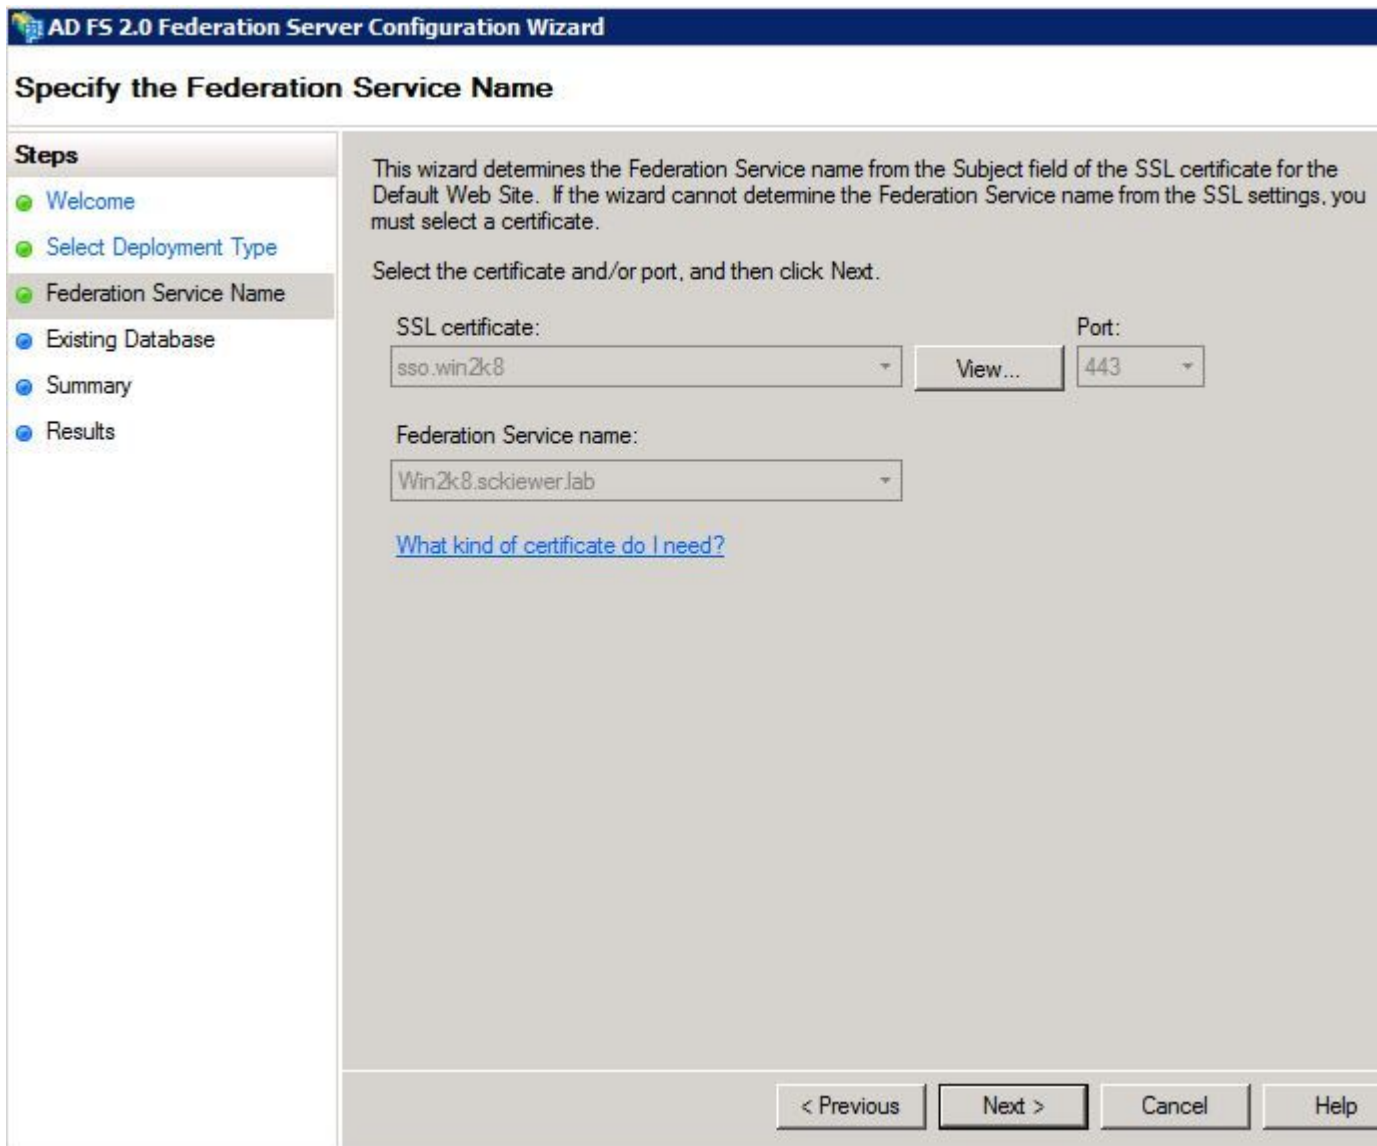 AD FS 2.0 Federation Server Configuration Wizard
Specify the Federation Service Name
Steps
Welcome
Select Deployment Type
Federation Service Name
Existing Database
Summary
Results
This wizard determines the Federation Service name from the Subject field of the SSL certificate for the
Default Web Site. If the wizard cannot determine the Federation Service name from the SSL settings, you
must select a certificate.
Select the certificate and/or port, and then click Next.
SSL certificate: Port:
sso.win2k8 View... 443
Federation Service name:
Win2k8.sckiewer.lab
What kind of certificate do I need?
< Previous Next > Cancel Help